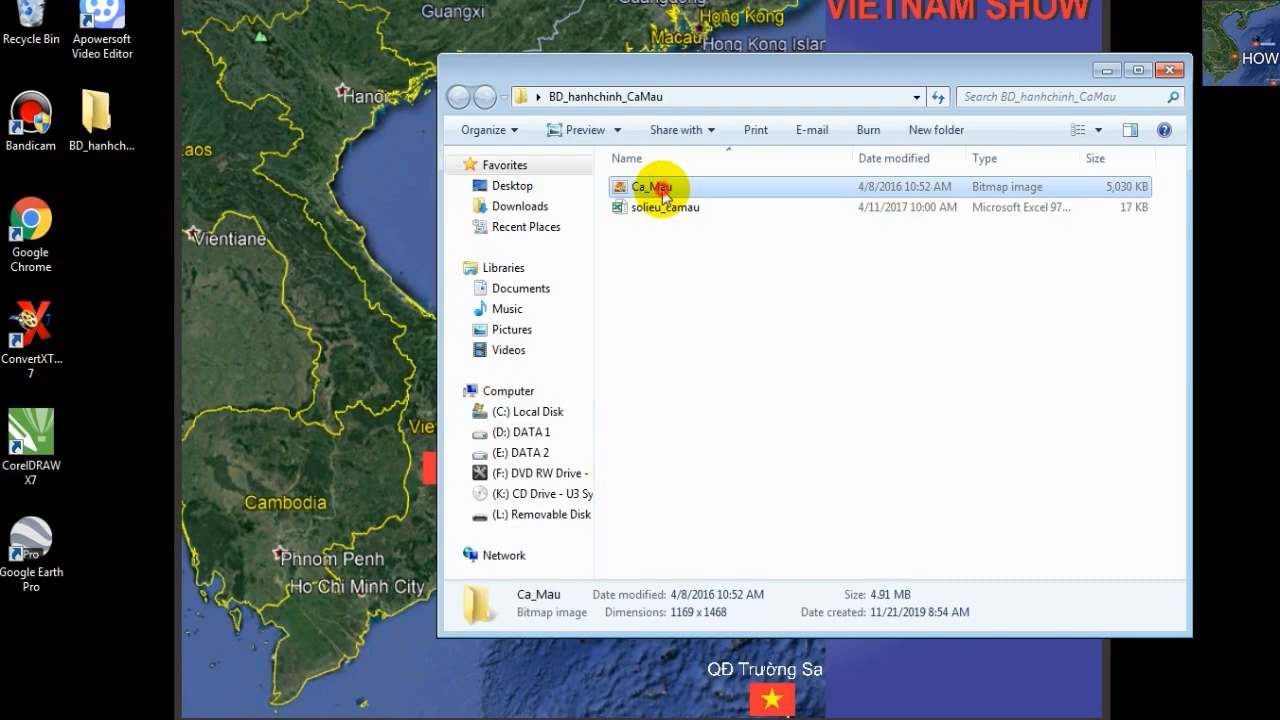 Recycle Bin
Apowersoft
Video Editor
Bandicam
BD_hanhch...
Google
Chrome
ConvertXT...
7
CorelDRAW
X7
Pro
Google Earth
Pro
Guangxi
Hong Kong
Macau
Hong Kong Islar
VIETNAM SHOW
HOW
Hanoi
aos
Vientiane
Vie
Cambodia
Phnom Penh
Ho Chi Minh City
QĐ Trường Sa
BD_hanhchinh_CaMau
Search BD_hanhchinh_CaMau
Organize
Preview
Share with
Print
E-mail
Burn
New folder
Name
Date modified
Type
Size
Ca_Mau
4/8/2016 10:52 AM
Bitmap image
5,030 KB
solieu_camau
4/11/2017 10:00 AM
Microsoft Excel 97...
17 KB
Favorites
Desktop
Downloads
Recent Places
Libraries
Documents
Music
Pictures
Videos
Computer
(C:) Local Disk
(D:) DATA 1
(E:) DATA 2
(F:) DVD RW Drive -
(K:) CD Drive - U3 Sy
(L:) Removable Disk
Network
Ca_Mau
Date modified: 4/8/2016 10:52 AM
Size: 4.91 MB
Bitmap image
Dimensions: 1169 x 1468
Date created: 11/21/2019 8:54 AM